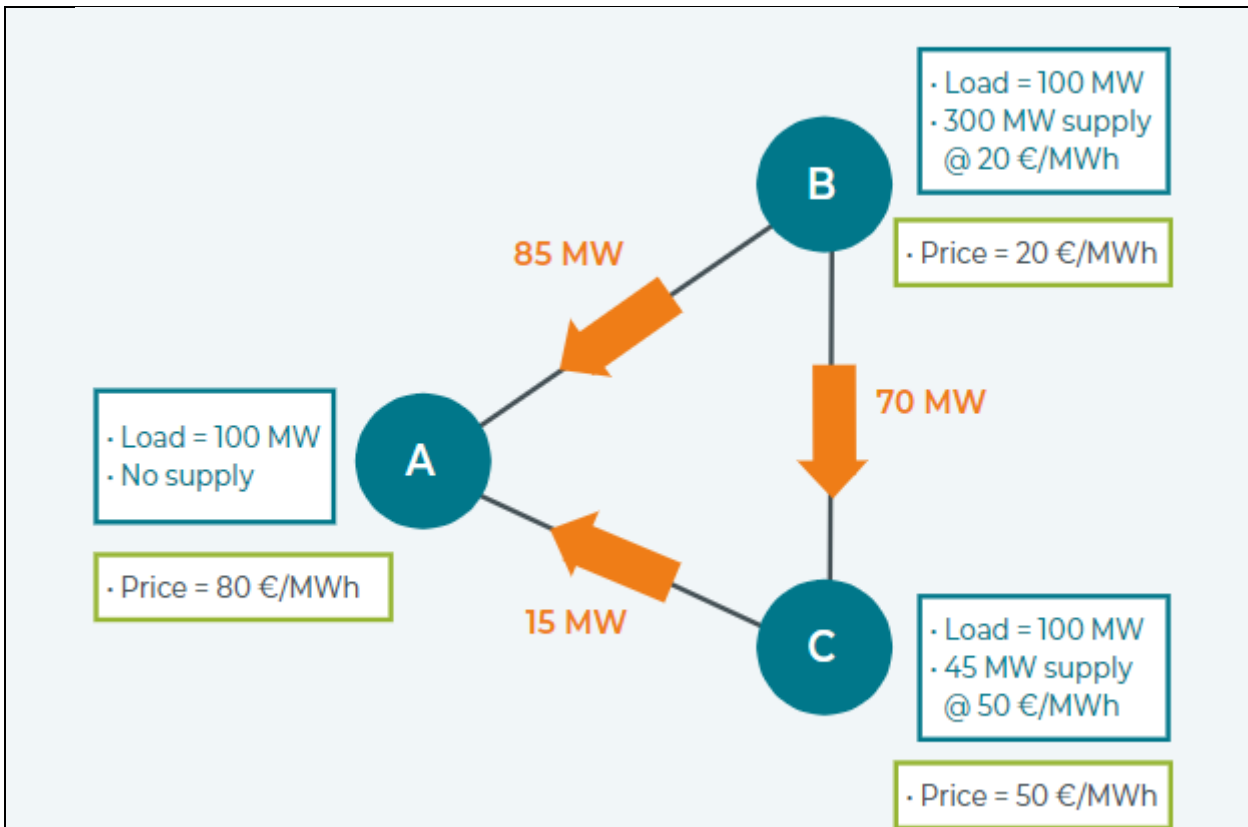 · Load = 100 MW
· 300 MW supply
@ 20 €/MWh
B
85 MW
· Price = 20 €/MWh
70 MW
· Load = 100 MW
· No supply
A
· Price = 80 €/MWh
15 MW
C
· Load = 100 MW
· 45 MW supply
@ 50 €/MWh
· Price = 50 €/MWh